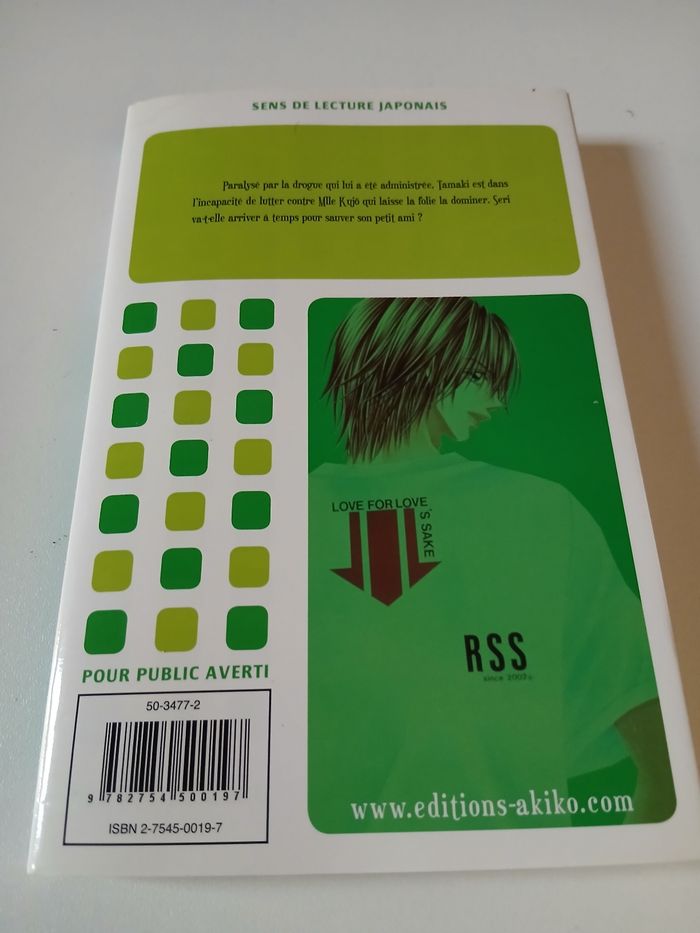 SENS DE LECTURE JAPONAIS
Paralysé par la drogue qui lui a été administrée, Tamaki est dans
l'incapacité de lutter contre Mlle Kujô qui laisse la folie la dominer. Seri
va-t-elle arriver à temps pour sauver son petit ami ?
LOVE FOR LOVE
'S SAKE
RSS
since 2002
POUR PUBLIC AVERTI
50-3477-2
9 782754 500197
ISBN 2-7545-0019-7
www.editions-akiko.com